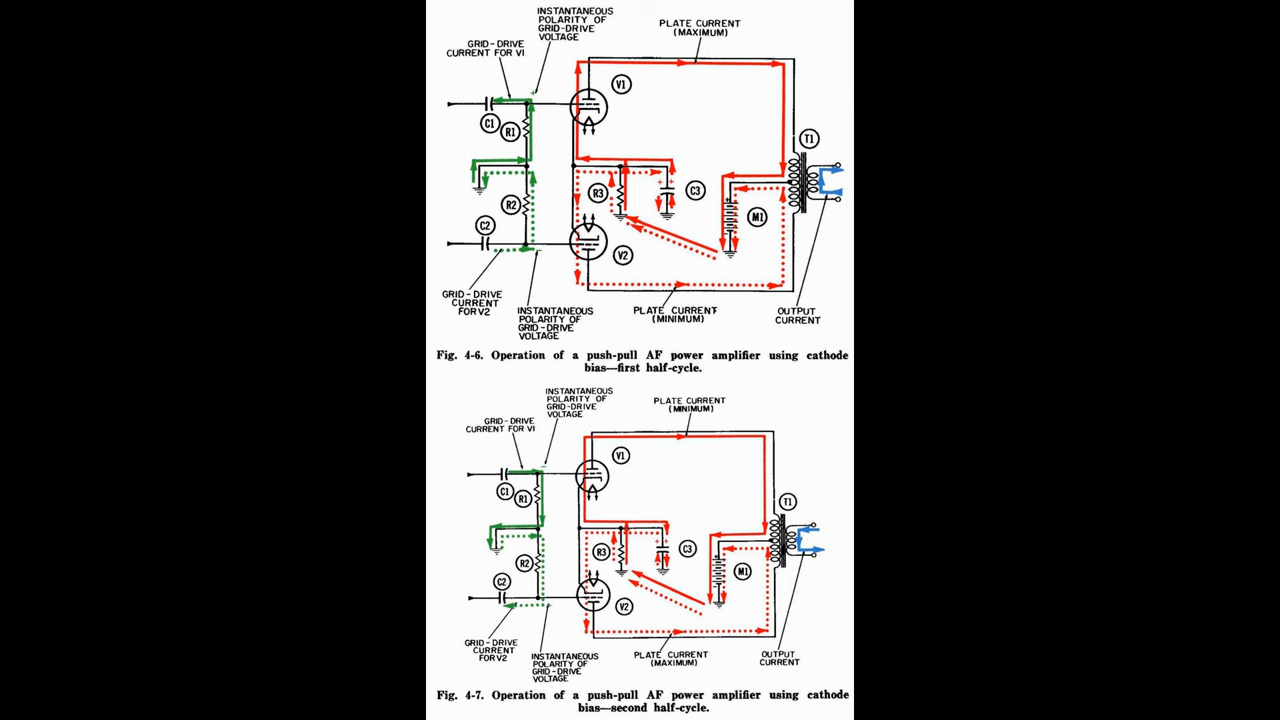 INSTANTANEOUS
POLARITY OF
GRID-DRIVE
VOLTAGE
PLATE CURRENT
(MAXIMUM)
GRID-DRIVE
CURRENT FOR V1
V1
C1
R1
T1
R3
C3
R2
M1
C2
V2
GRID-DRIVE
CURRENT
FOR V2
INSTANTANEOUS
POLARITY OF
GRID-DRIVE
VOLTAGE
PLATE CURRENT
(MINIMUM)
OUTPUT
CURRENT
Fig. 4-6. Operation of a push-pull AF power amplifier using cathode
bias—first half-cycle.
INSTANTANEOUS
POLARITY OF
GRID-DRIVE
VOLTAGE
PLATE CURRENT
(MINIMUM)
GRID-DRIVE
CURRENT FOR V1
V1
C1
R1
T1
R3
C3
R2
M1
C2
V2
GRID-DRIVE
CURRENT
FOR V2
INSTANTANEOUS
POLARITY OF
GRID-DRIVE
VOLTAGE
PLATE CURRENT
(MAXIMUM)
OUTPUT
CURRENT
Fig. 4-7. Operation of a push-pull AF power amplifier using cathode
bias—second half-cycle.